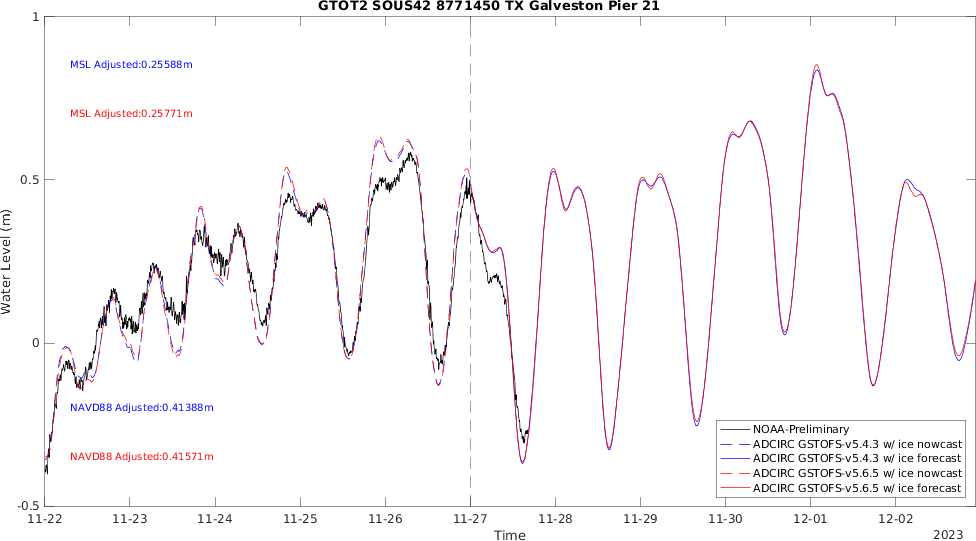 GTOT2 SOUS42 8771450 TX Galveston Pier 21
1
MSL Adjusted:0.25588m
MSL Adjusted:0.25771m
0.5
Water Level (m)
0
NAVD88 Adjusted:0.41388m
NAVD88 Adjusted:0.41571m
NOAA-Preliminary
ADCIRC GSTOFS-v5.4.3 w/ ice nowcast
ADCIRC GSTOFS-v5.4.3 w/ ice forecast
ADCIRC GSTOFS-v5.6.5 w/ ice nowcast
ADCIRC GSTOFS-v5.6.5 w/ ice forecast
-0.5
11-22 11-23 11-24 11-25 11-26 11-27 11-28 11-29 11-30 12-01 12-02
Time
2023